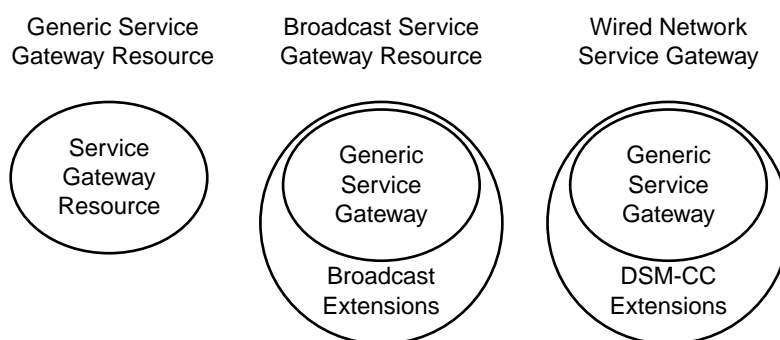 Generic Service
Gateway Resource
Broadcast Service
Gateway Resource
Wired Network
Service Gateway
Service
Gateway
Resource
Generic
Service
Gateway
Broadcast
Extensions
Generic
Service
Gateway
DSM-CC
Extensions